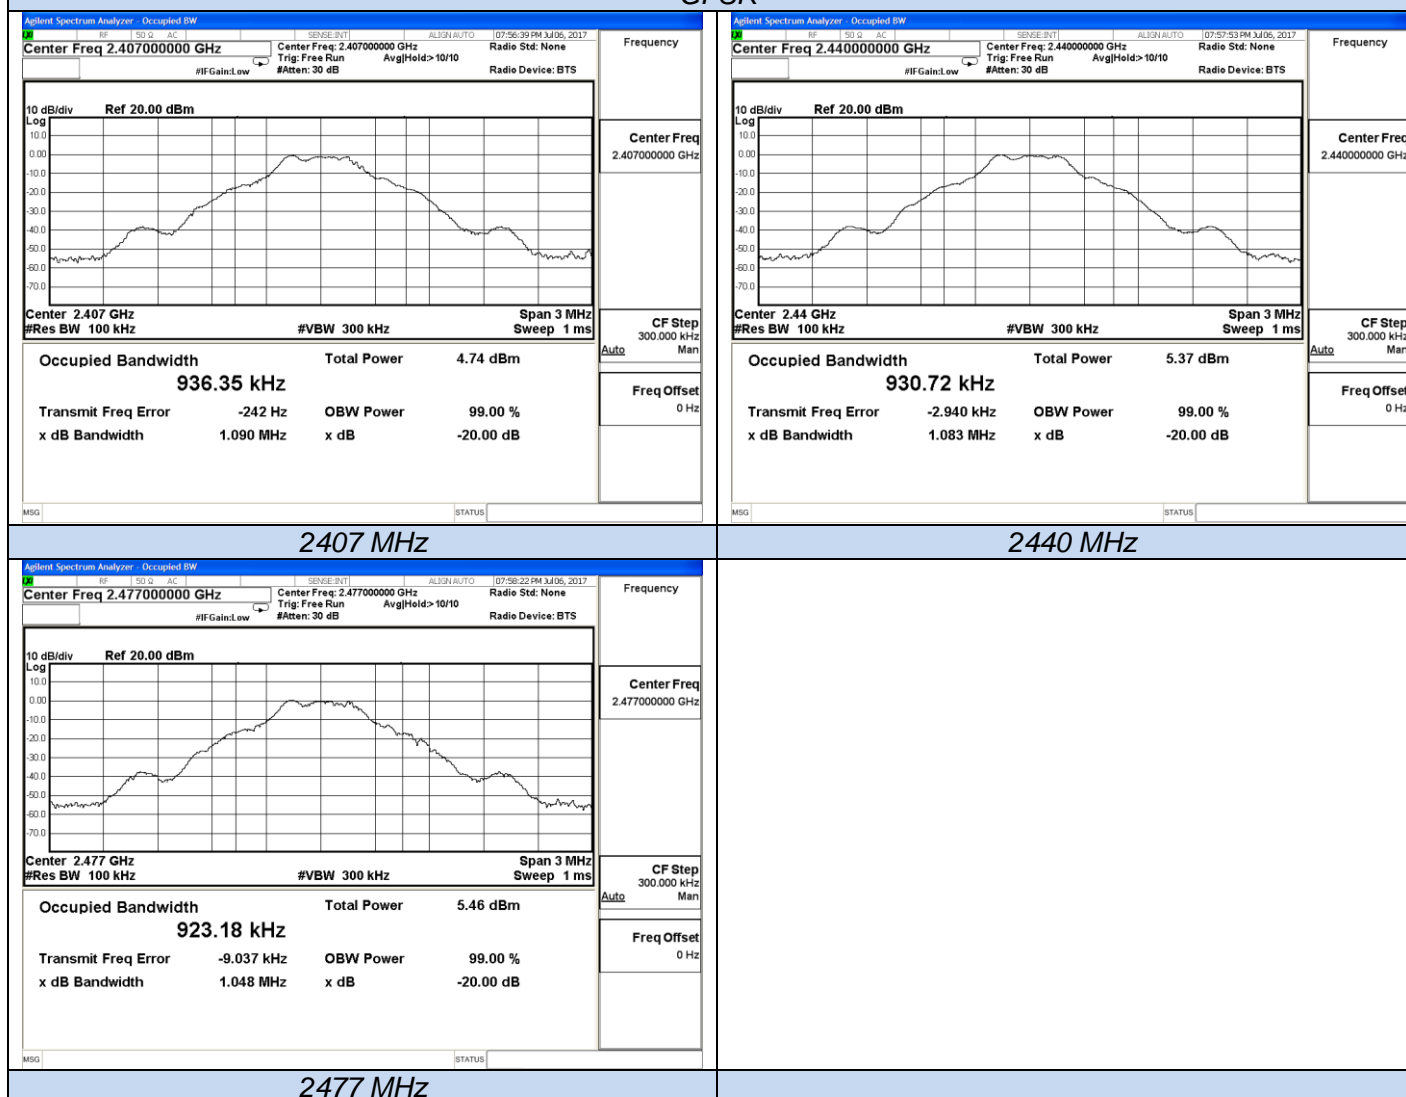 GFSK
Agilent Spectrum Analyzer - Occupied BW
RF 50 Ω AC SENSE:INT ALIGN AUTO 07:56:39 PM Jul 06, 2017
Center Freq 2.407000000 GHz
Center Freq: 2.407000000 GHz
Radio Std: None
Trig: Free Run Avg|Hold:>10/10
#IFGain:Low #Atten: 30 dB Radio Device: BTS
Frequency
10 dB/div Ref 20.00 dBm
Log
10.0
0.00
-10.0
-20.0
-30.0
-40.0
-50.0
-60.0
-70.0
Center 2.407 GHz Span 3 MHz
#Res BW 100 kHz #VBW 300 kHz Sweep 1 ms
Center Freq
2.407000000 GHz
CF Step
300.000 kHz
Auto Man
Freq Offset
0 Hz
Occupied Bandwidth Total Power 4.74 dBm
936.35 kHz
Transmit Freq Error -242 Hz OBW Power 99.00 %
x dB Bandwidth 1.090 MHz x dB -20.00 dB
MSG STATUS
2407 MHz
Agilent Spectrum Analyzer - Occupied BW
RF 50 Ω AC SENSE:INT ALIGN AUTO 07:57:53 PM Jul 06, 2017
Center Freq 2.440000000 GHz
Center Freq: 2.440000000 GHz
Radio Std: None
Trig: Free Run Avg|Hold:>10/10
#IFGain:Low #Atten: 30 dB Radio Device: BTS
Frequency
10 dB/div Ref 20.00 dBm
Log
10.0
0.00
-10.0
-20.0
-30.0
-40.0
-50.0
-60.0
-70.0
Center 2.44 GHz Span 3 MHz
#Res BW 100 kHz #VBW 300 kHz Sweep 1 ms
Center Freq
2.440000000 GHz
CF Step
300.000 kHz
Auto Man
Freq Offset
0 Hz
Occupied Bandwidth Total Power 5.37 dBm
930.72 kHz
Transmit Freq Error -2.940 kHz OBW Power 99.00 %
x dB Bandwidth 1.083 MHz x dB -20.00 dB
MSG STATUS
2440 MHz
Agilent Spectrum Analyzer - Occupied BW
RF 50 Ω AC SENSE:INT ALIGN AUTO 07:58:22 PM Jul 06, 2017
Center Freq 2.477000000 GHz
Center Freq: 2.477000000 GHz
Radio Std: None
Trig: Free Run Avg|Hold:>10/10
#IFGain:Low #Atten: 30 dB Radio Device: BTS
Frequency
10 dB/div Ref 20.00 dBm
Log
10.0
0.00
-10.0
-20.0
-30.0
-40.0
-50.0
-60.0
-70.0
Center 2.477 GHz Span 3 MHz
#Res BW 100 kHz #VBW 300 kHz Sweep 1 ms
Center Freq
2.477000000 GHz
CF Step
300.000 kHz
Auto Man
Freq Offset
0 Hz
Occupied Bandwidth Total Power 5.46 dBm
923.18 kHz
Transmit Freq Error -9.037 kHz OBW Power 99.00 %
x dB Bandwidth 1.048 MHz x dB -20.00 dB
MSG STATUS
2477 MHz